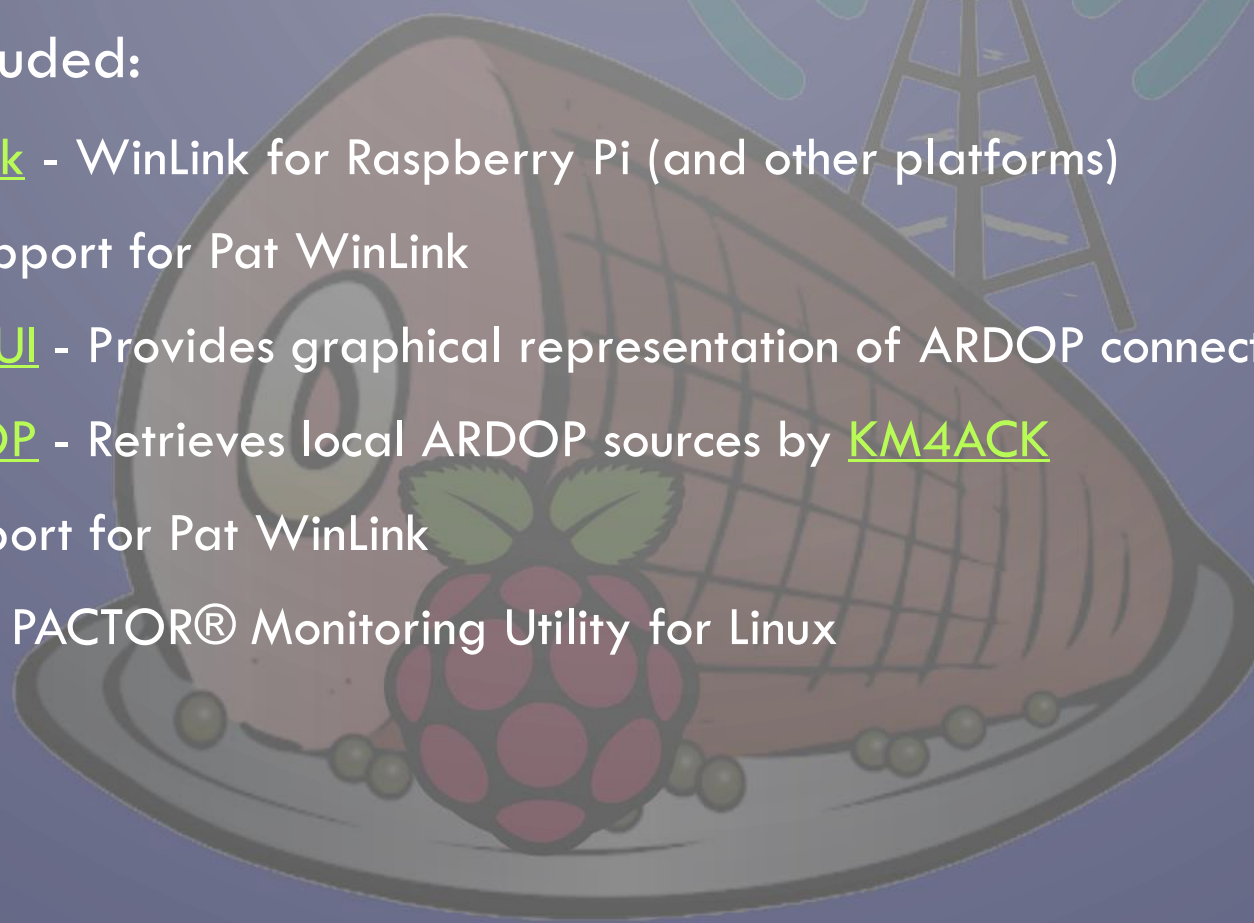 uded:
k - WinLink for Raspberry Pi (and other platforms)
pport for Pat WinLink
UI - Provides graphical representation of ARDOP connect
OP - Retrieves local ARDOP sources by KM4ACK
port for Pat WinLink
PACTOR® Monitoring Utility for Linux